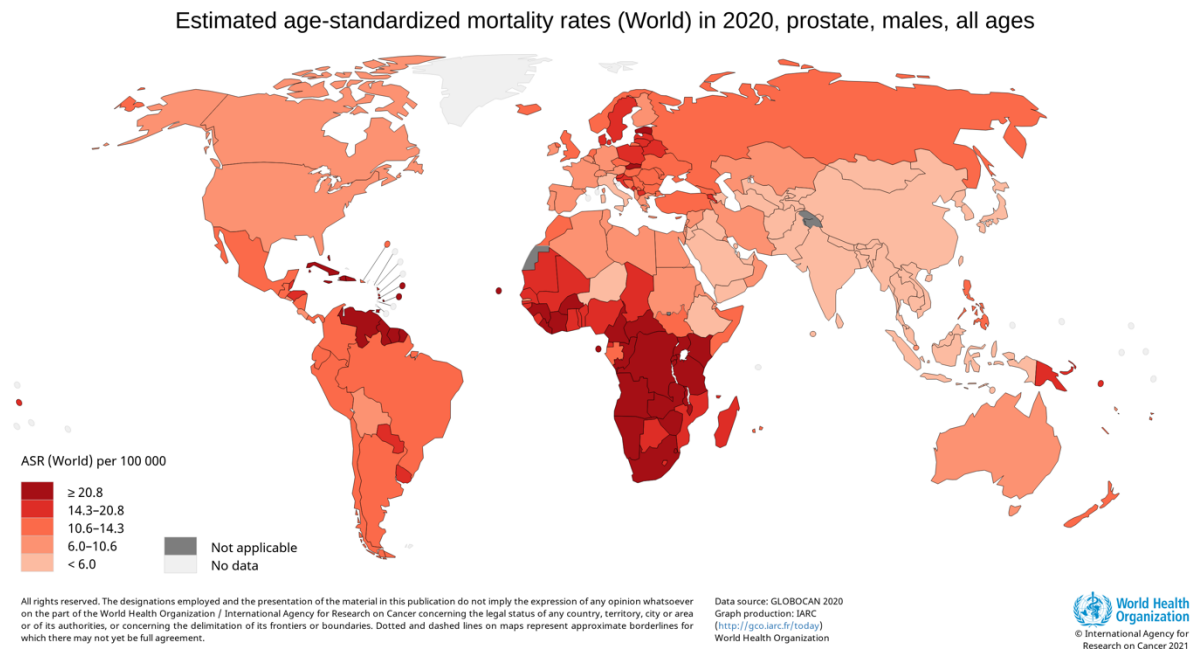 Estimated age-standardized mortality rates (World) in 2020, prostate, males, all ages
ASR (World) per 100 000
≥ 20.8
14.3–20.8
10.6–14.3
6.0–10.6
< 6.0
Not applicable
No data
All rights reserved. The designations employed and the presentation of the material in this publication do not imply the expression of any opinion whatsoever
on the part of the World Health Organization / International Agency for Research on Cancer concerning the legal status of any country, territory, city or area
or of its authorities, or concerning the delimitation of its frontiers or boundaries. Dotted and dashed lines on maps represent approximate borderlines for
which there may not yet be full agreement.
Data source: GLOBOCAN 2020
Graph production: IARC
(http://gco.iarc.fr/today)
World Health Organization
World Health
Organization
© International Agency for
Research on Cancer 2021